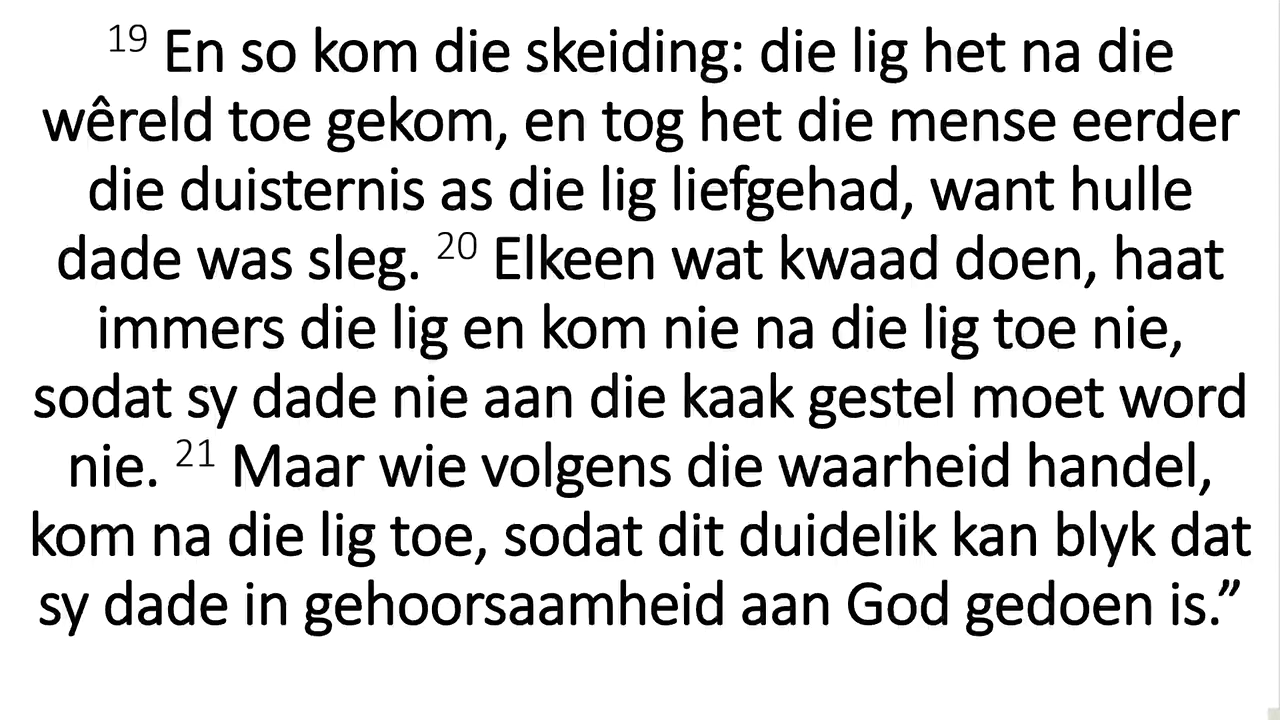 19 En so kom die skeiding: die lig het na die
wêreld toe gekom, en tog het die mense eerder
die duisternis as die lig liefgehad, want hulle
dade was sleg. 20 Elkeen wat kwaad doen, haat
immers die lig en kom nie na die lig toe nie,
sodat sy dade nie aan die kaak gestel moet word
nie. 21 Maar wie volgens die waarheid handel,
kom na die lig toe, sodat dit duidelik kan blyk dat
sy dade in gehoorsaamheid aan God gedoen is.”